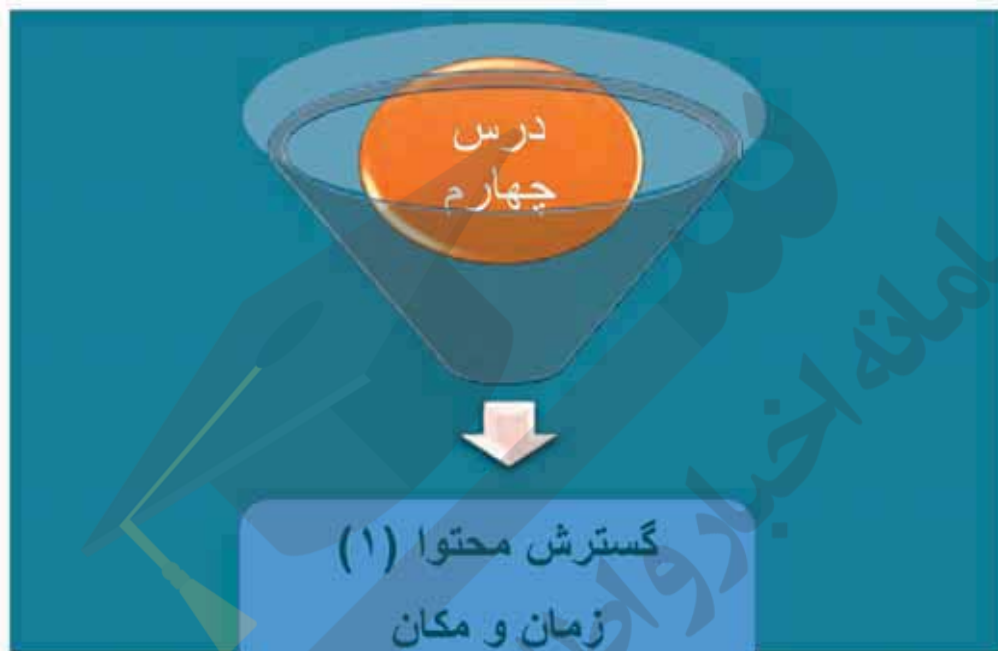 درس
چهارم
گسترش محتوا (۱)
زمان و مکان